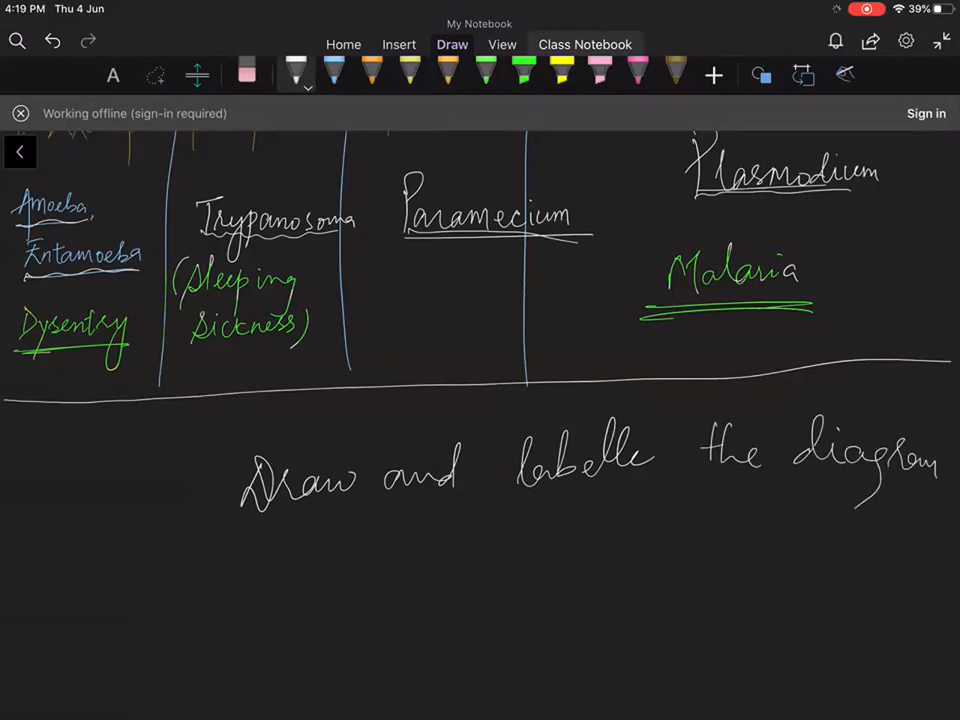 4:19 PM Thu 4 Jun
39%
My Notebook
Home Insert Draw View Class Notebook
A
Working offline (sign-in required) Sign in
Plasmodium
Amoeba,
Trypanosoma
Paramecium
Entamoeba
(Sleeping
Malaria
Dysentry
Sickness)
Draw and labelle the diagram